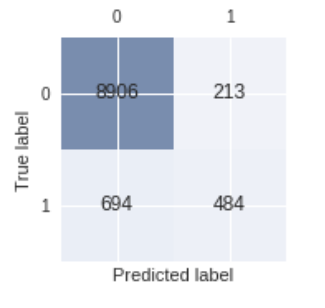 0 1
0 8906 213
True label
1 694 484
Predicted label